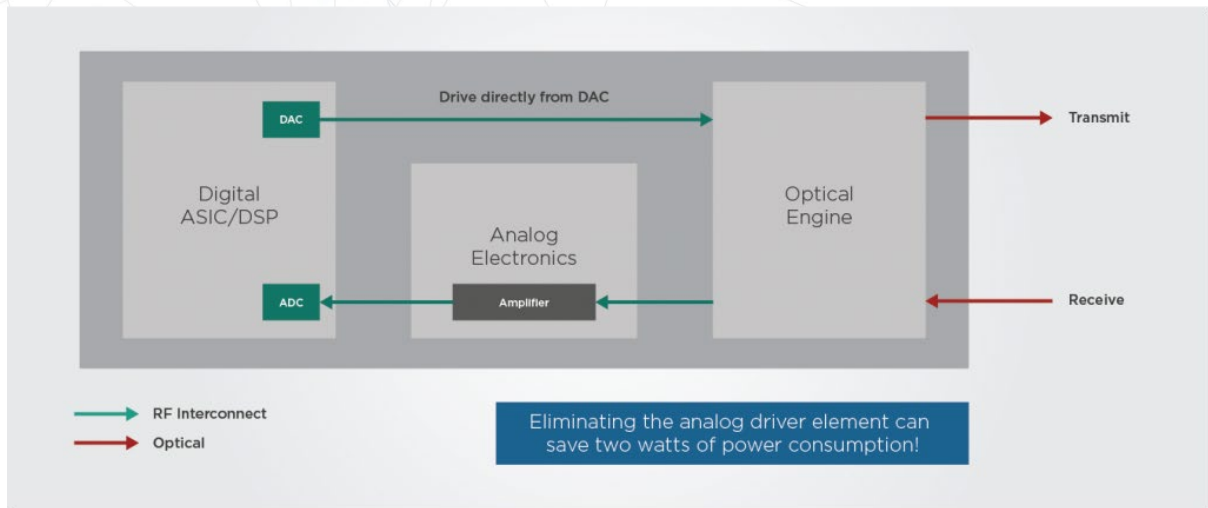 Drive directly from DAC
DAC
Transmit
Digital
ASIC/DSP
Optical
Engine
Analog
Electronics
ADC
Amplifier
Receive
RF Interconnect
Optical
Eliminating the analog driver element can
save two watts of power consumption!